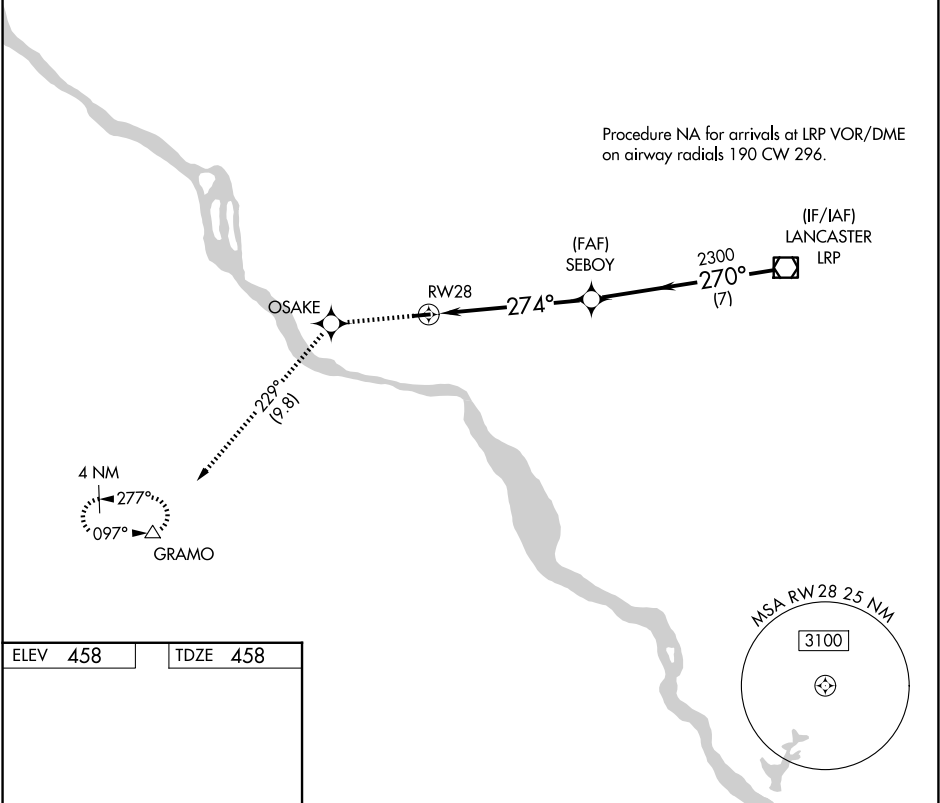 Procedure NA for arrivals at LRP VOR/DME
on airway radials 190 CW 296.
(IF/IAF)
LANCASTER
LRP
(FAF)
SEBOY
2300
270°
(7)
RW28
274°
OSAKE
229°
(9.8)
4 NM
277°
097°
GRAMO
MSA RW28 25 NM
3100
ELEV 458
TDZE 458